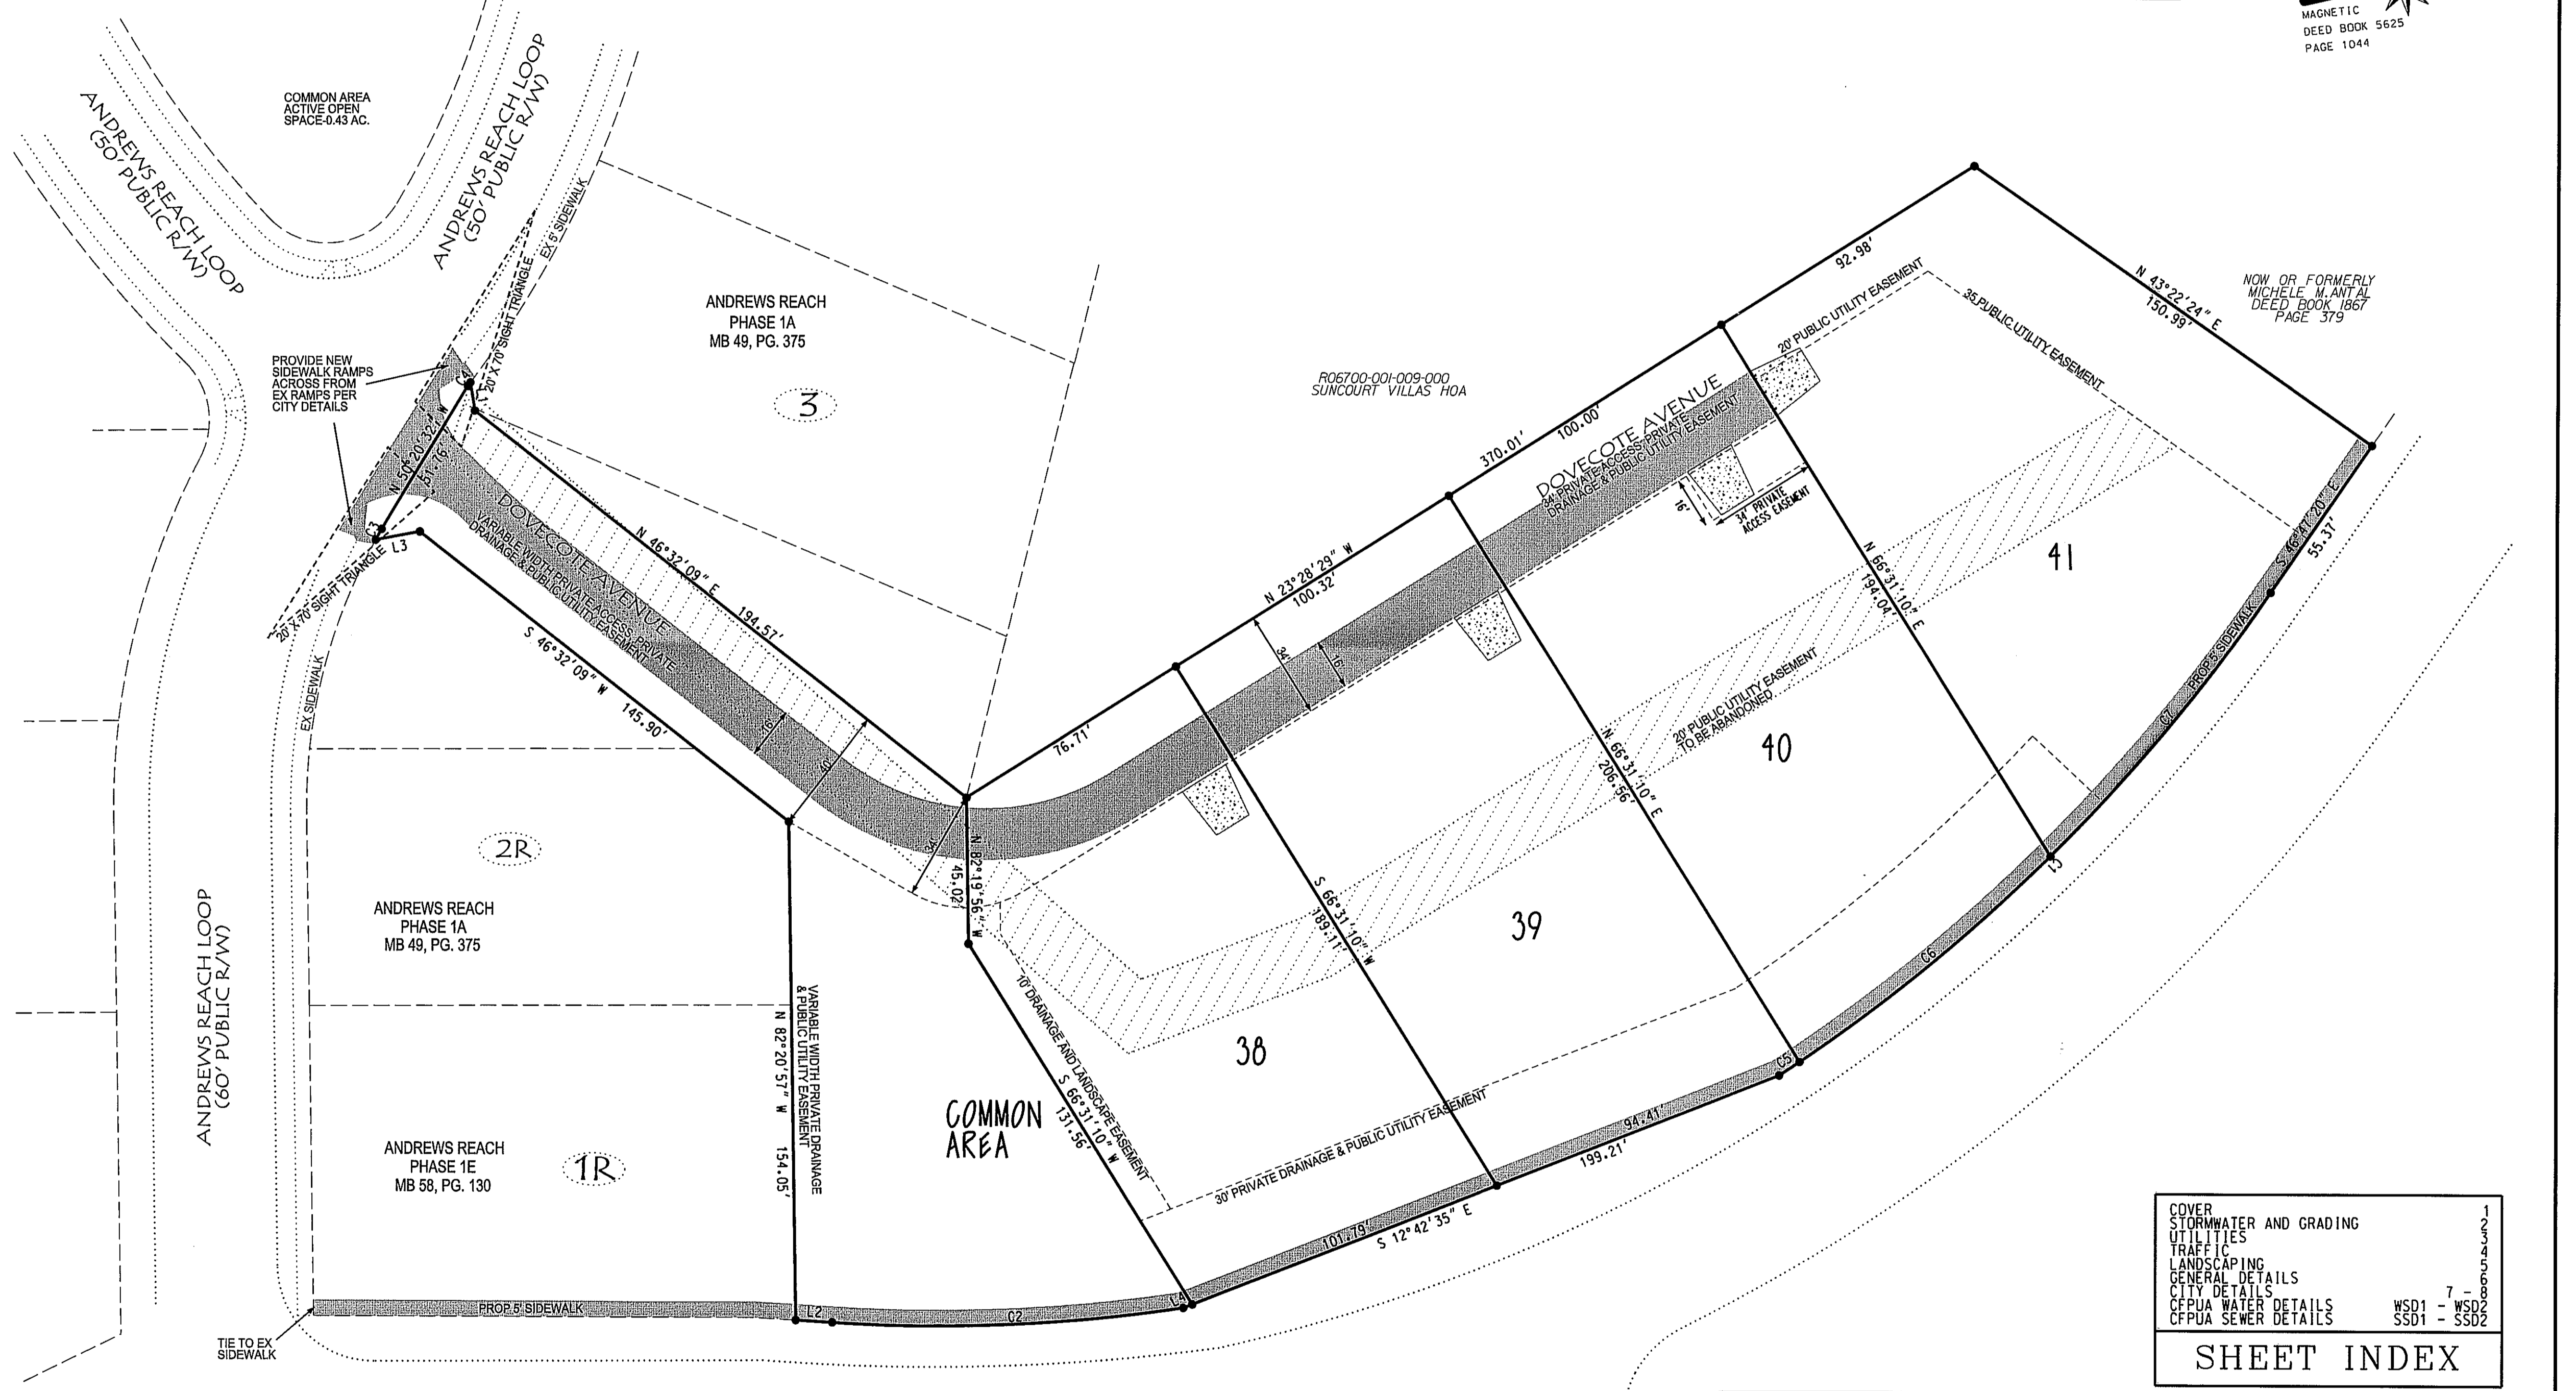 MAGNETIC
DEED BOOK 5625
PAGE 1044
COMMON AREA
ACTIVE OPEN
SPACE-0.43 AC.
ANDREWS REACH LOOP
(50' PUBLIC R/W)
ANDREWS REACH LOOP
(50' PUBLIC R/W)
EX 5' SIDEWALK
20' X 70' SIGHT TRIANGLE
ANDREWS REACH
PHASE 1A
MB 49, PG. 375
3
PROVIDE NEW
SIDEWALK RAMPS
ACROSS FROM
EX RAMPS PER
CITY DETAILS
C4
L1
N 50°20'32" W
51.76'
C3
L3
20' X 70' SIGHT TRIANGLE
EX SIDEWALK
DOVECOTE AVENUE
VARIABLE WIDTH PRIVATE ACCESS, PRIVATE
DRAINAGE & PUBLIC UTILITY EASEMENT
N 46°32'09" E
194.57'
S 46°32'09" W
145.90'
16'
40'
34'
R06700-001-009-000
SUNCOURT VILLAS HOA
92.98'
370.01'
100.00'
N 23°28'29" W
100.32'
76.71'
DOVECOTE AVENUE
34' PRIVATE ACCESS, PRIVATE
DRAINAGE & PUBLIC UTILITY EASEMENT
20' PUBLIC UTILITY EASEMENT
35 PUBLIC UTILITY EASEMENT
N 43°22'24" E
150.99'
NOW OR FORMERLY
MICHELE M. ANTAL
DEED BOOK 1867
PAGE 379
16'
34' PRIVATE
ACCESS EASEMENT
34'
16'
N 66°31'10" E
194.04'
41
S 46°47'20" E
55.37'
PROP 5' SIDEWALK
C7
20' PUBLIC UTILITY EASEMENT
TO BE ABANDONED
40
N 66°31'10" E
206.56'
C1
C6
C5
39
S 66°31'10" W
189.11'
38
N 82°19'56" W
45.02'
10' DRAINAGE AND LANDSCAPE EASEMENT
S 66°31'10" W
131.56'
30' PRIVATE DRAINAGE & PUBLIC UTILITY EASEMENT
94.41'
199.21'
101.79'
S 12°42'35" E
2R
ANDREWS REACH
PHASE 1A
MB 49, PG. 375
ANDREWS REACH LOOP
(60' PUBLIC R/W)
ANDREWS REACH
PHASE 1E
MB 58, PG. 130
1R
N 82°20'57" W 154.05'
VARIABLE WIDTH PRIVATE DRAINAGE
& PUBLIC UTILITY EASEMENT
COMMON
AREA
PROP 5' SIDEWALK
L2
C2
L4
TIE TO EX
SIDEWALK
COVER 1
STORMWATER AND GRADING 2
UTILITIES 3
TRAFFIC 4
LANDSCAPING 5
GENERAL DETAILS 6
CITY DETAILS 7 - 8
CFPUA WATER DETAILS WSD1 - WSD2
CFPUA SEWER DETAILS SSD1 - SSD2
SHEET INDEX